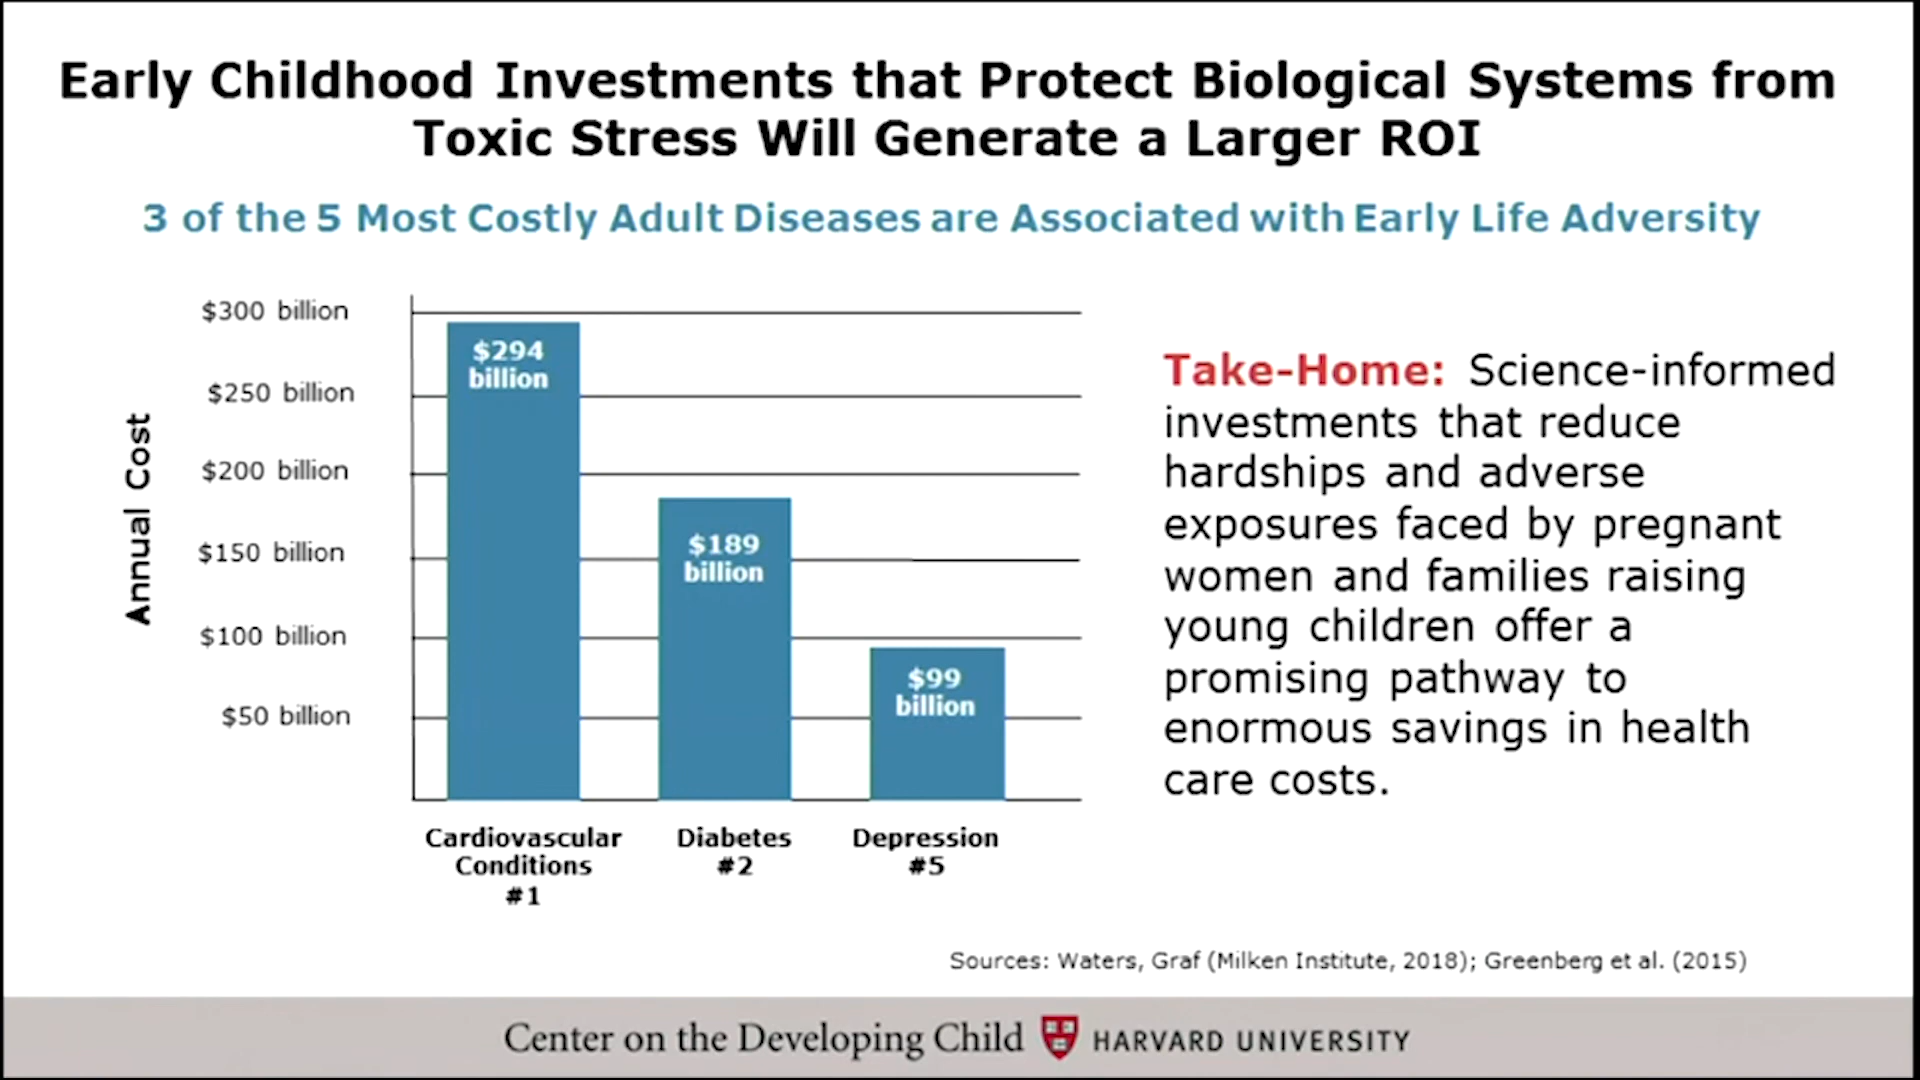 Early Childhood Investments that Protect Biological Systems from
Toxic Stress Will Generate a Larger ROI
3 of the 5 Most Costly Adult Diseases are Associated with Early Life Adversity
Annual Cost
$300 billion
$250 billion
$200 billion
$150 billion
$100 billion
$50 billion
$294
billion
$189
billion
$99
billion
Cardiovascular
Conditions
#1
Diabetes
#2
Depression
#5
Take-Home: Science-informed
investments that reduce
hardships and adverse
exposures faced by pregnant
women and families raising
young children offer a
promising pathway to
enormous savings in health
care costs.
Sources: Waters, Graf (Milken Institute, 2018); Greenberg et al. (2015)
Center on the Developing Child HARVARD UNIVERSITY